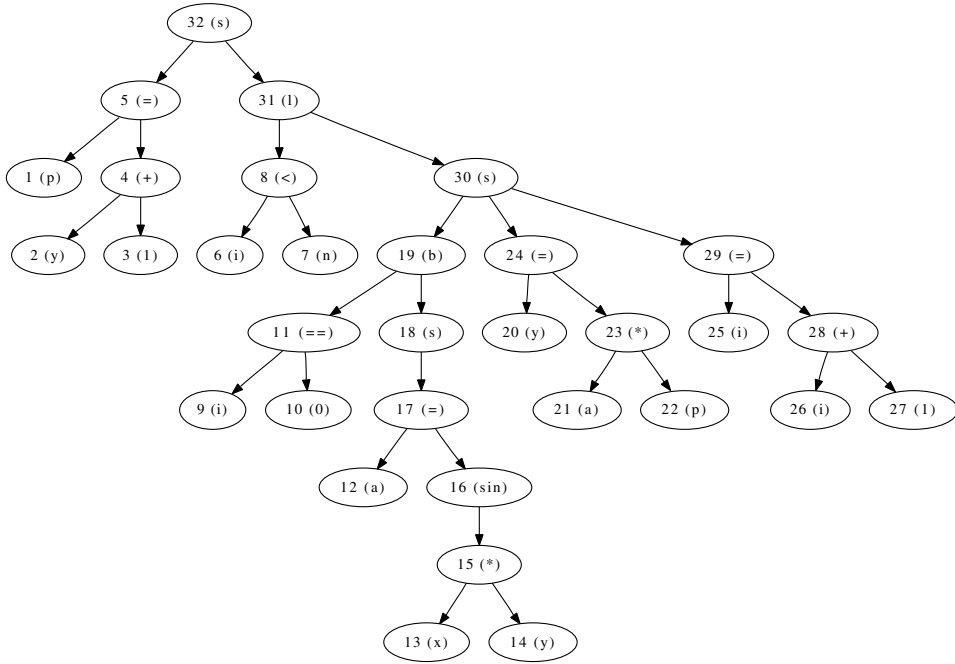 32 (s)
5 (=) 31 (l)
1 (p) 4 (+) 8 (<) 30 (s)
2 (y) 3 (1) 6 (i) 7 (n) 19 (b) 24 (=) 29 (=)
11 (==) 18 (s) 20 (y) 23 (*) 25 (i) 28 (+)
9 (i) 10 (0) 17 (=) 21 (a) 22 (p) 26 (i) 27 (1)
12 (a) 16 (sin)
15 (*)
13 (x) 14 (y)